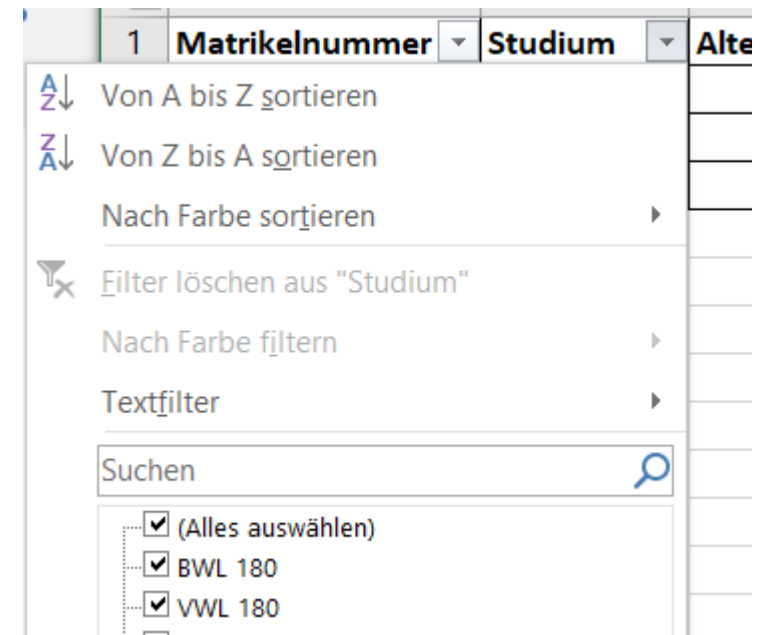 1 Matrikelnummer Studium Alte
Von A bis Z sortieren
Von Z bis A sortieren
Nach Farbe sortieren
Filter löschen aus "Studium"
Nach Farbe filtern
Textfilter
Suchen
(Alles auswählen)
BWL 180
VWL 180